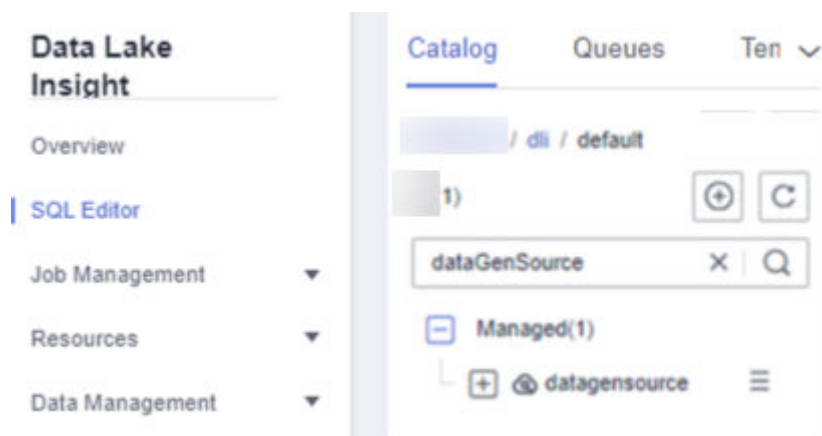 Data Lake
Insight
Overview
SQL Editor
Job Management
Resources
Data Management
Catalog Queues
/ dli / default
1)
dataGenSource
Managed(1)
datagensource